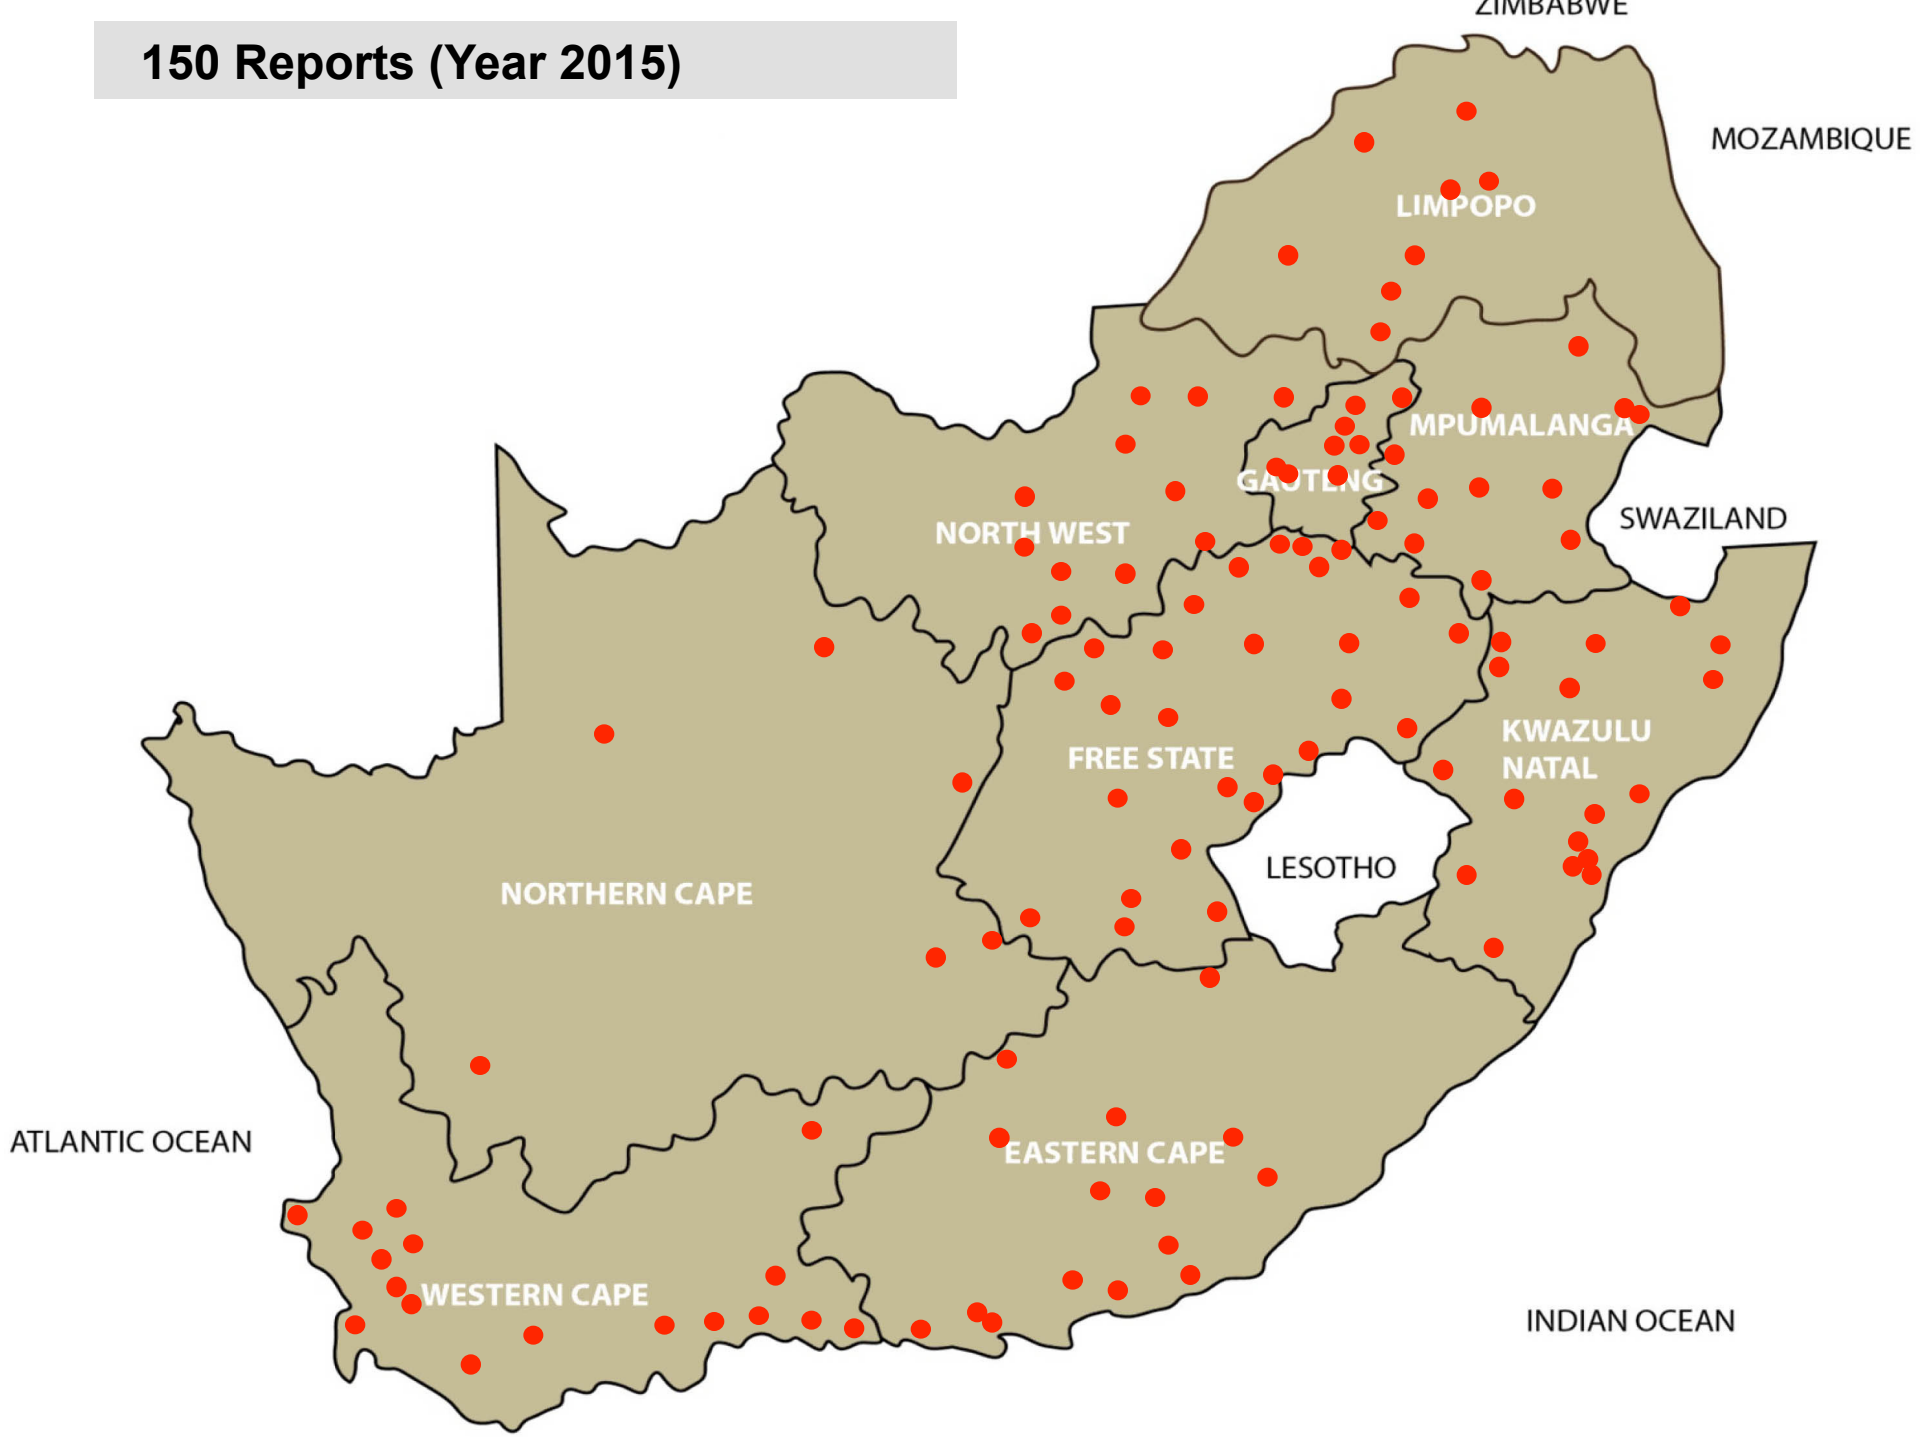 ZIMBABWE
150 Reports (Year 2015)
MOZAMBIQUE
LIMPOPO
MPUMALANGA
GAUTENG
SWAZILAND
NORTH WEST
KWAZULU
NATAL
FREE STATE
LESOTHO
NORTHERN CAPE
ATLANTIC OCEAN
EASTERN CAPE
WESTERN CAPE
INDIAN OCEAN